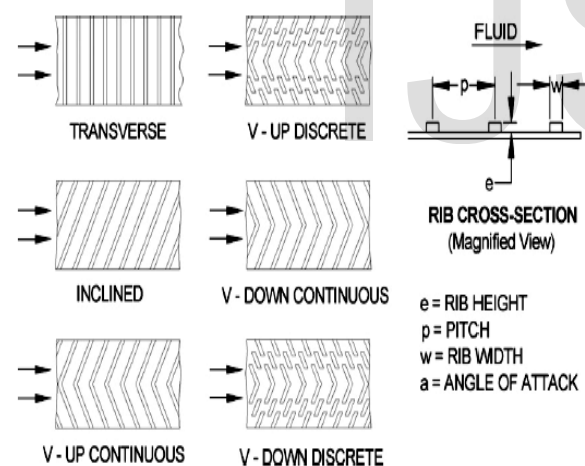 TRANSVERSE
V - UP DISCRETE
INCLINED
V - DOWN CONTINUOUS
V - UP CONTINUOUS
V - DOWN DISCRETE
FLUID
p
w
e
RIB CROSS-SECTION
(Magnified View)
e = RIB HEIGHT
p = PITCH
w = RIB WIDTH
a = ANGLE OF ATTACK